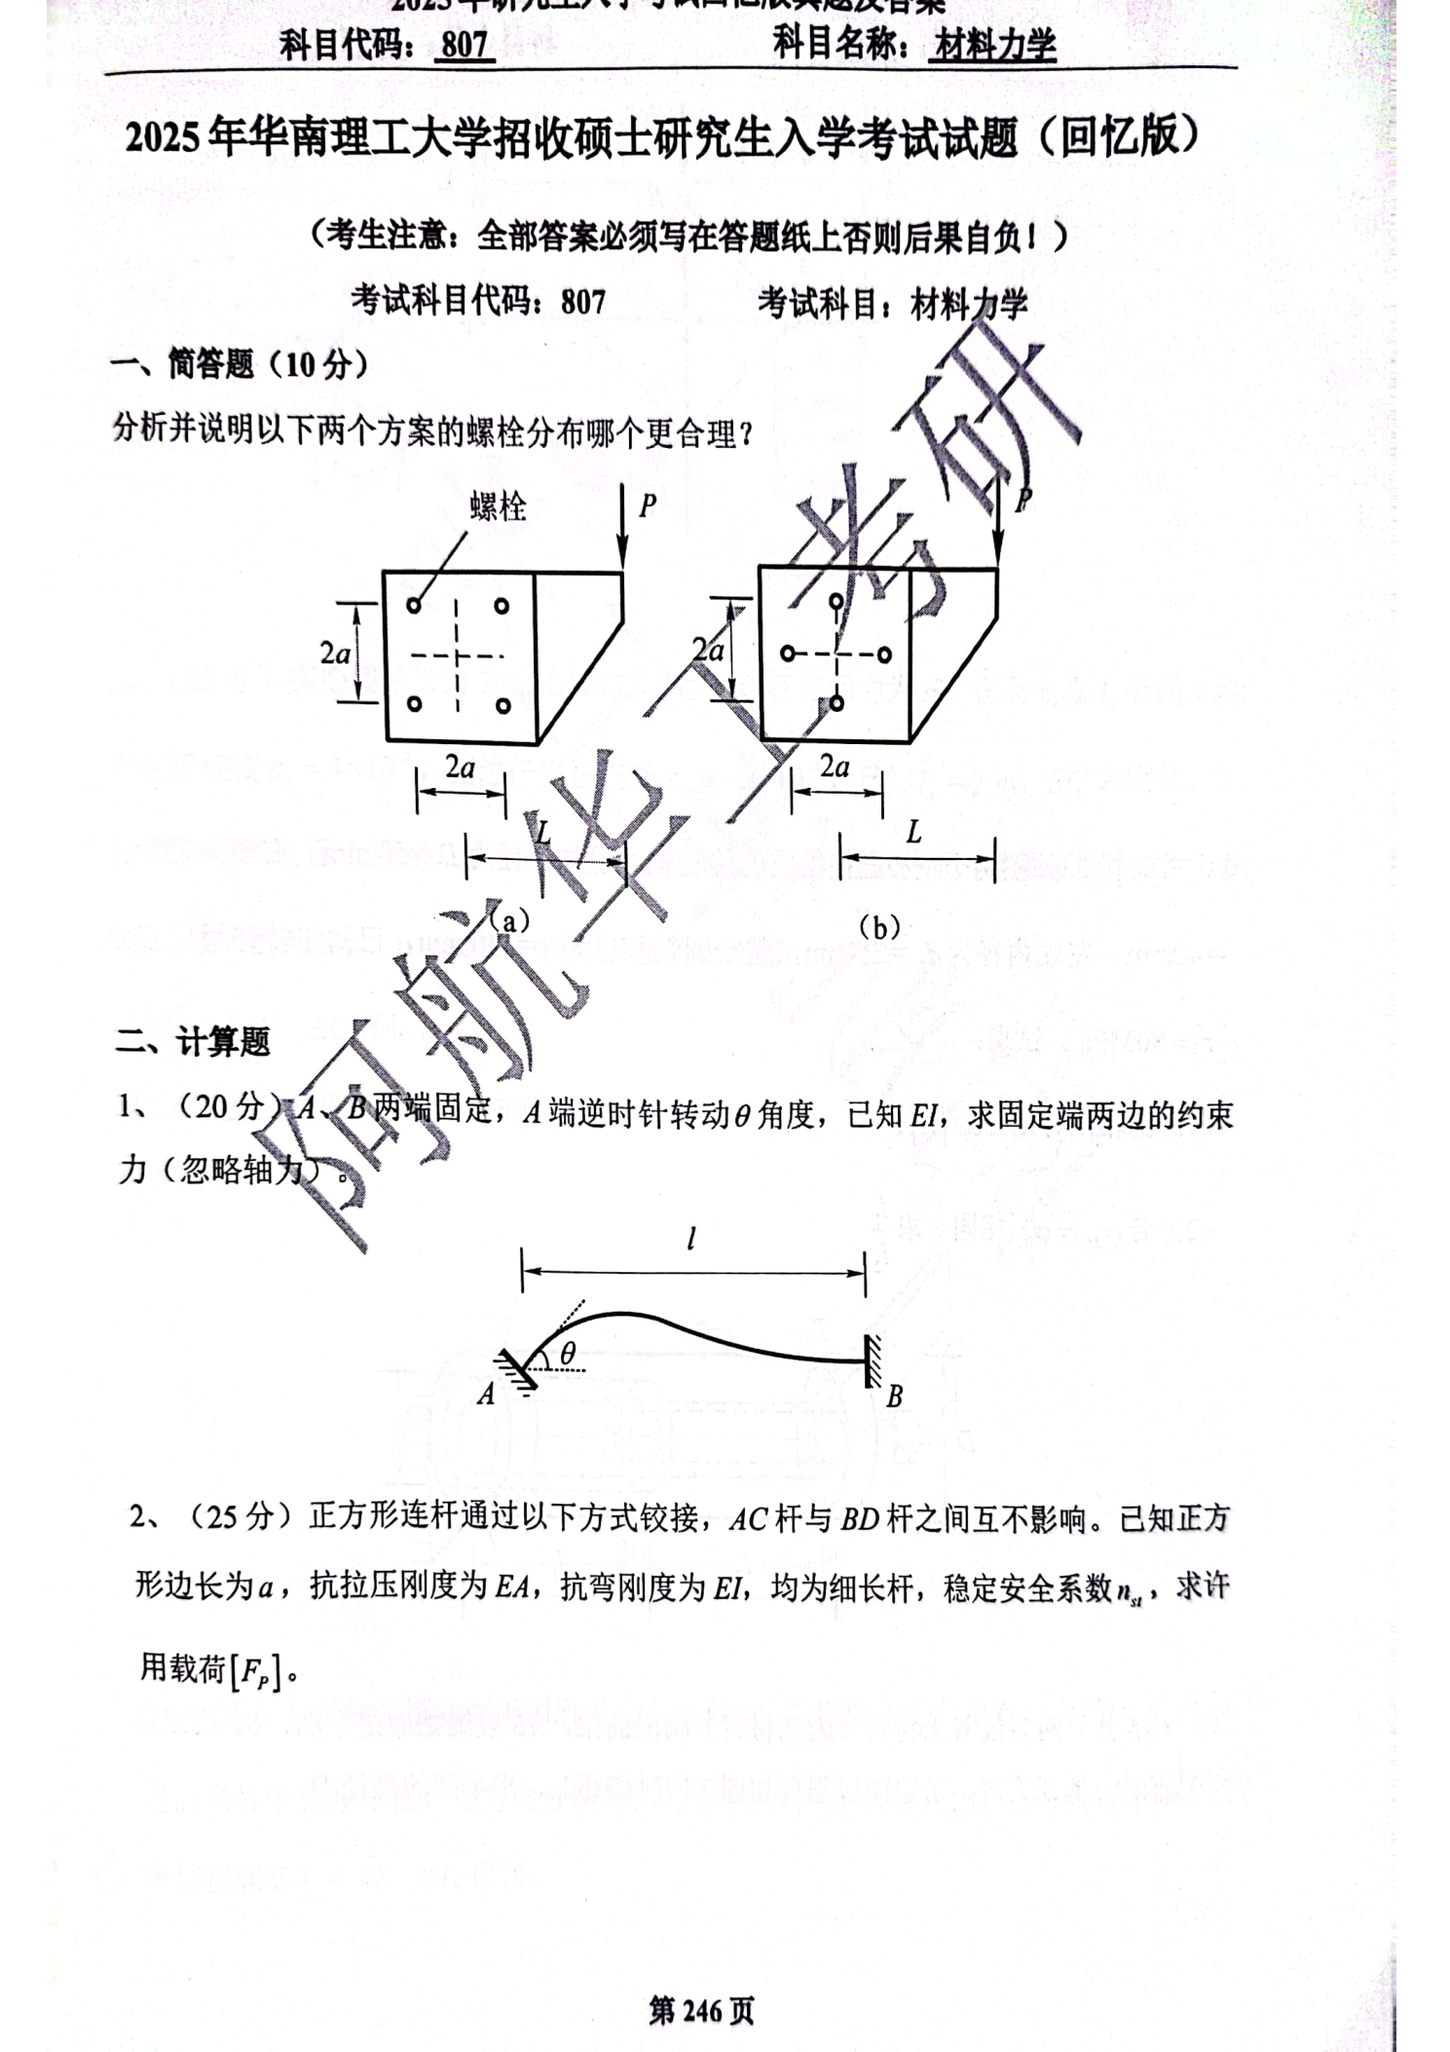 科目代码：807 科目名称：材料力学
2025年华南理工大学招收硕士研究生入学考试试题（回忆版）
（考生注意：全部答案必须写在答题纸上否则后果自负！）
考试科目代码：807 考试科目：材料力学
一、简答题（10分）
分析并说明以下两个方案的螺栓分布哪个更合理？
螺栓 P P
2a 2a
2a 2a
L L
（a） （b）
二、计算题
1、（20分）A、B两端固定，A端逆时针转动θ角度，已知EI，求固定端两边的约束
力（忽略轴力）。
l
θ
A B
2、（25分）正方形连杆通过以下方式铰接，AC杆与BD杆之间互不影响。已知正方
形边长为a，抗拉压刚度为EA，抗弯刚度为EI，均为细长杆，稳定安全系数n_st，求许
用载荷[F_P]。
第246页
阿航华工考研